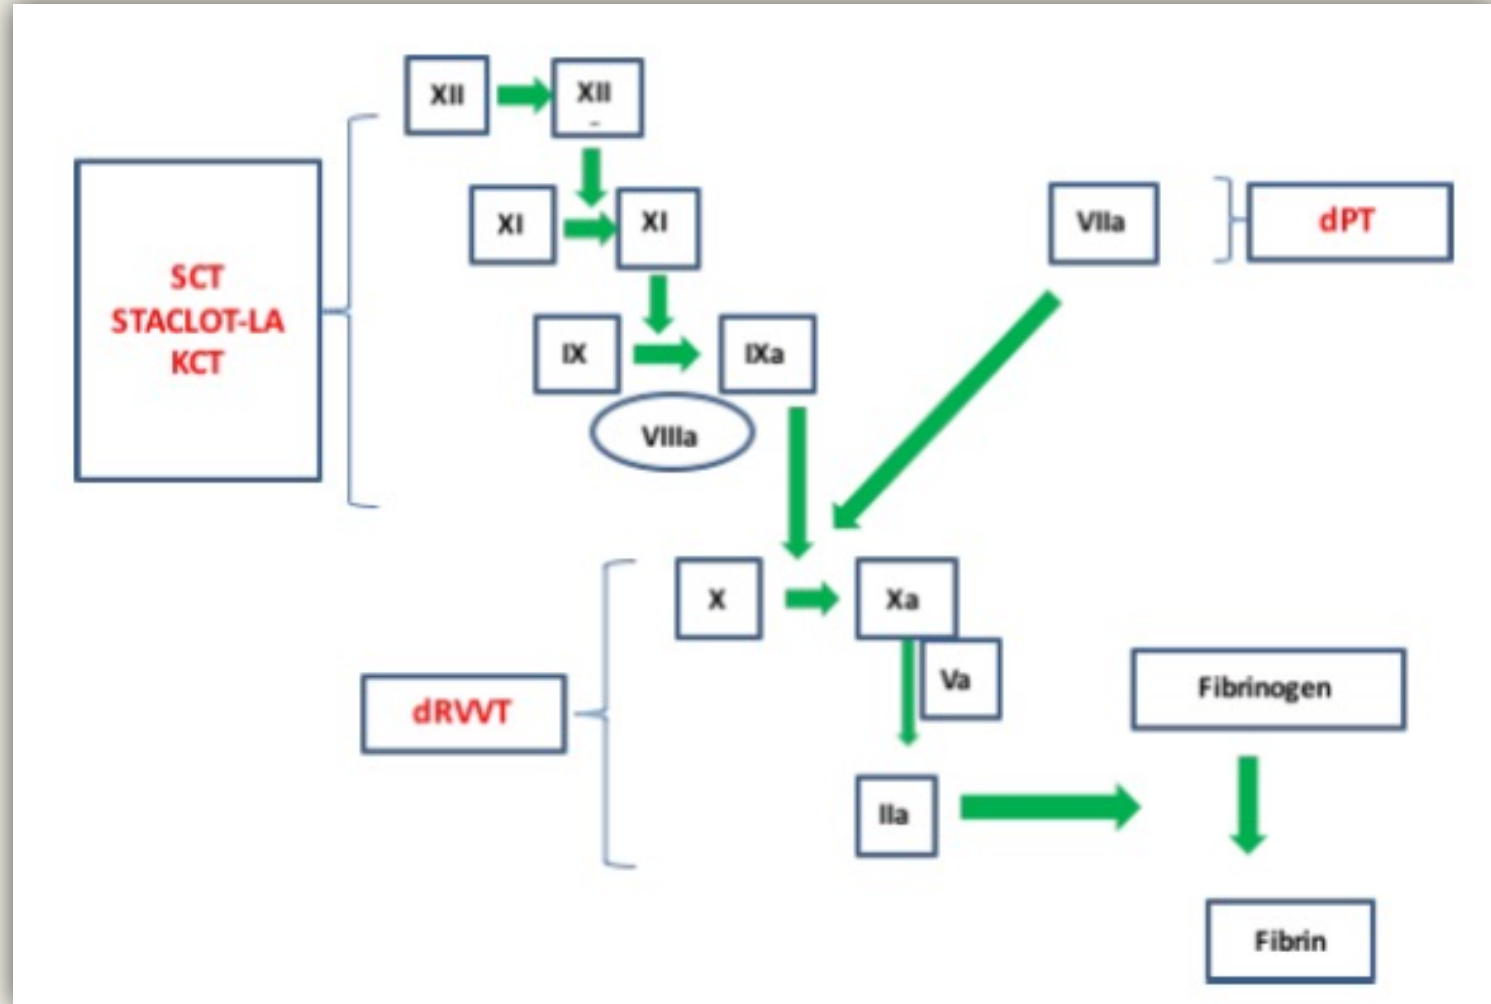 XII
XII
XI
XI
VIIa
dPT
SCT
STACLOT-LA
KCT
IX
IXa
VIIIa
X
Xa
Va
dRVVT
Fibrinogen
IIa
Fibrin